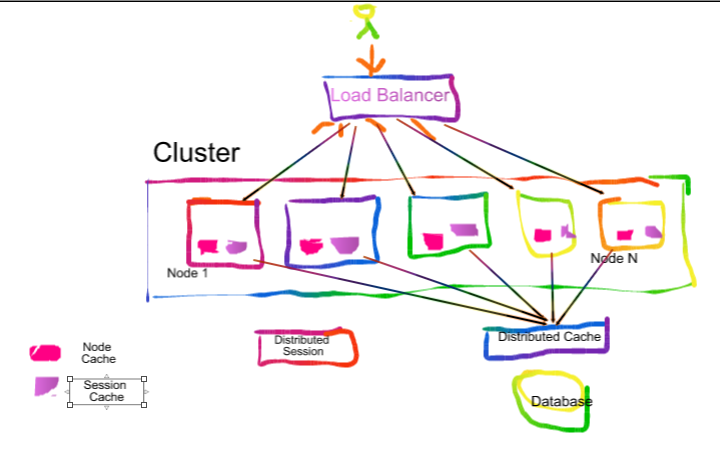 Load Balancer
Cluster
Node 1
Node N
Distributed
Session
Distributed Cache
Node
Cache
Session
Cache
Database